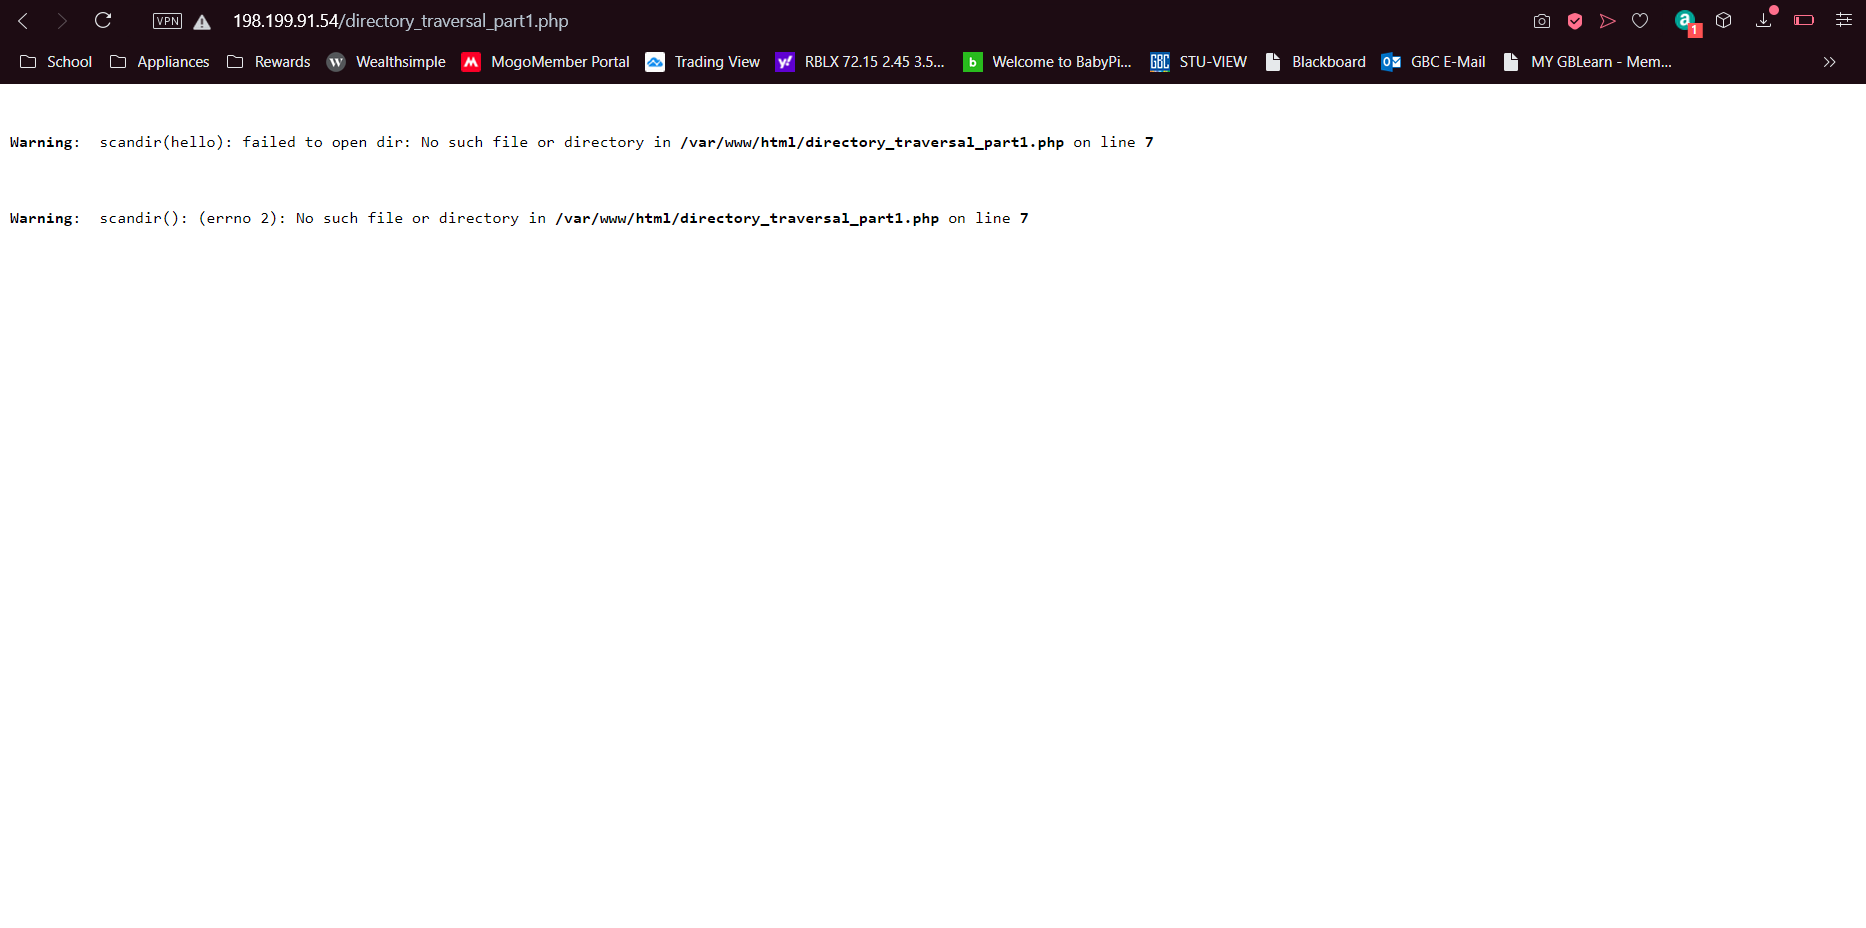 VPN 198.199.91.54/directory_traversal_part1.php a 1
School Appliances Rewards W Wealthsimple M MogoMember Portal Trading View y! RBLX 72.15 2.45 3.5... b Welcome to BabyPi... GBC STU-VIEW Blackboard GBC E-Mail MY GBLearn - Mem...
Warning:  scandir(hello): failed to open dir: No such file or directory in /var/www/html/directory_traversal_part1.php on line 7
Warning:  scandir(): (errno 2): No such file or directory in /var/www/html/directory_traversal_part1.php on line 7